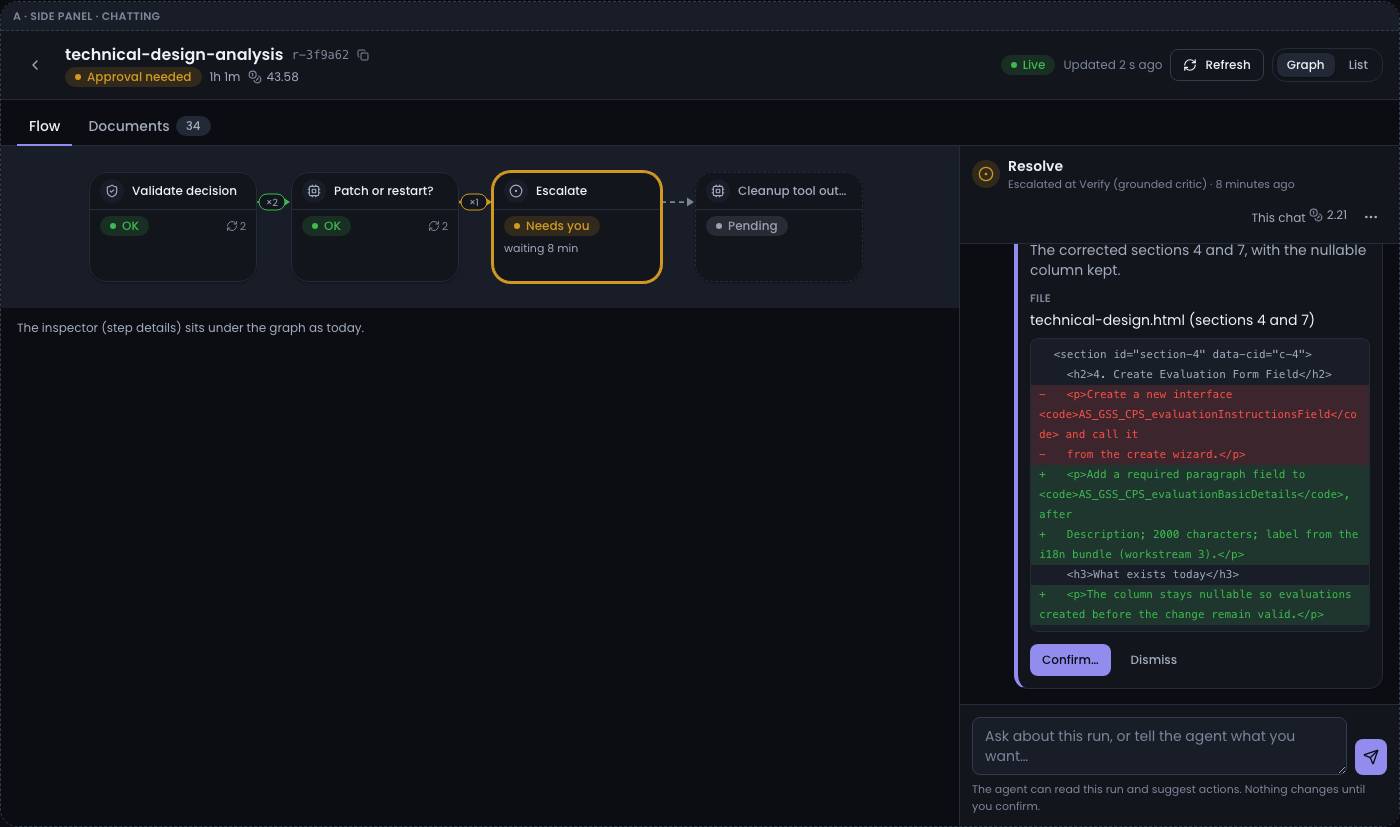 A · SIDE PANEL · CHATTING
technical-design-analysis r-3f9a62
Approval needed 1h 1m 43.58
Live Updated 2 s ago Refresh Graph List
Flow Documents 34
Validate decision
OK 2
×2
Patch or restart?
OK 2
×1
Escalate
Needs you
waiting 8 min
Cleanup tool out...
Pending
The inspector (step details) sits under the graph as today.
Resolve
Escalated at Verify (grounded critic) · 8 minutes ago
This chat 2.21 ...
The corrected sections 4 and 7, with the nullable
column kept.
FILE
technical-design.html (sections 4 and 7)
<section id="section-4" data-cid="c-4">
<h2>4. Create Evaluation Form Field</h2>
− <p>Create a new interface
<code>AS_GSS_CPS_evaluationInstructionsField</co
de> and call it
− from the create wizard.</p>
+ <p>Add a required paragraph field to
<code>AS_GSS_CPS_evaluationBasicDetails</code>,
after
+ Description; 2000 characters; label from the
i18n bundle (workstream 3).</p>
<h3>What exists today</h3>
+ <p>The column stays nullable so evaluations
created before the change remain valid.</p>
Confirm... Dismiss
Ask about this run, or tell the agent what you
want...
The agent can read this run and suggest actions. Nothing changes until
you confirm.